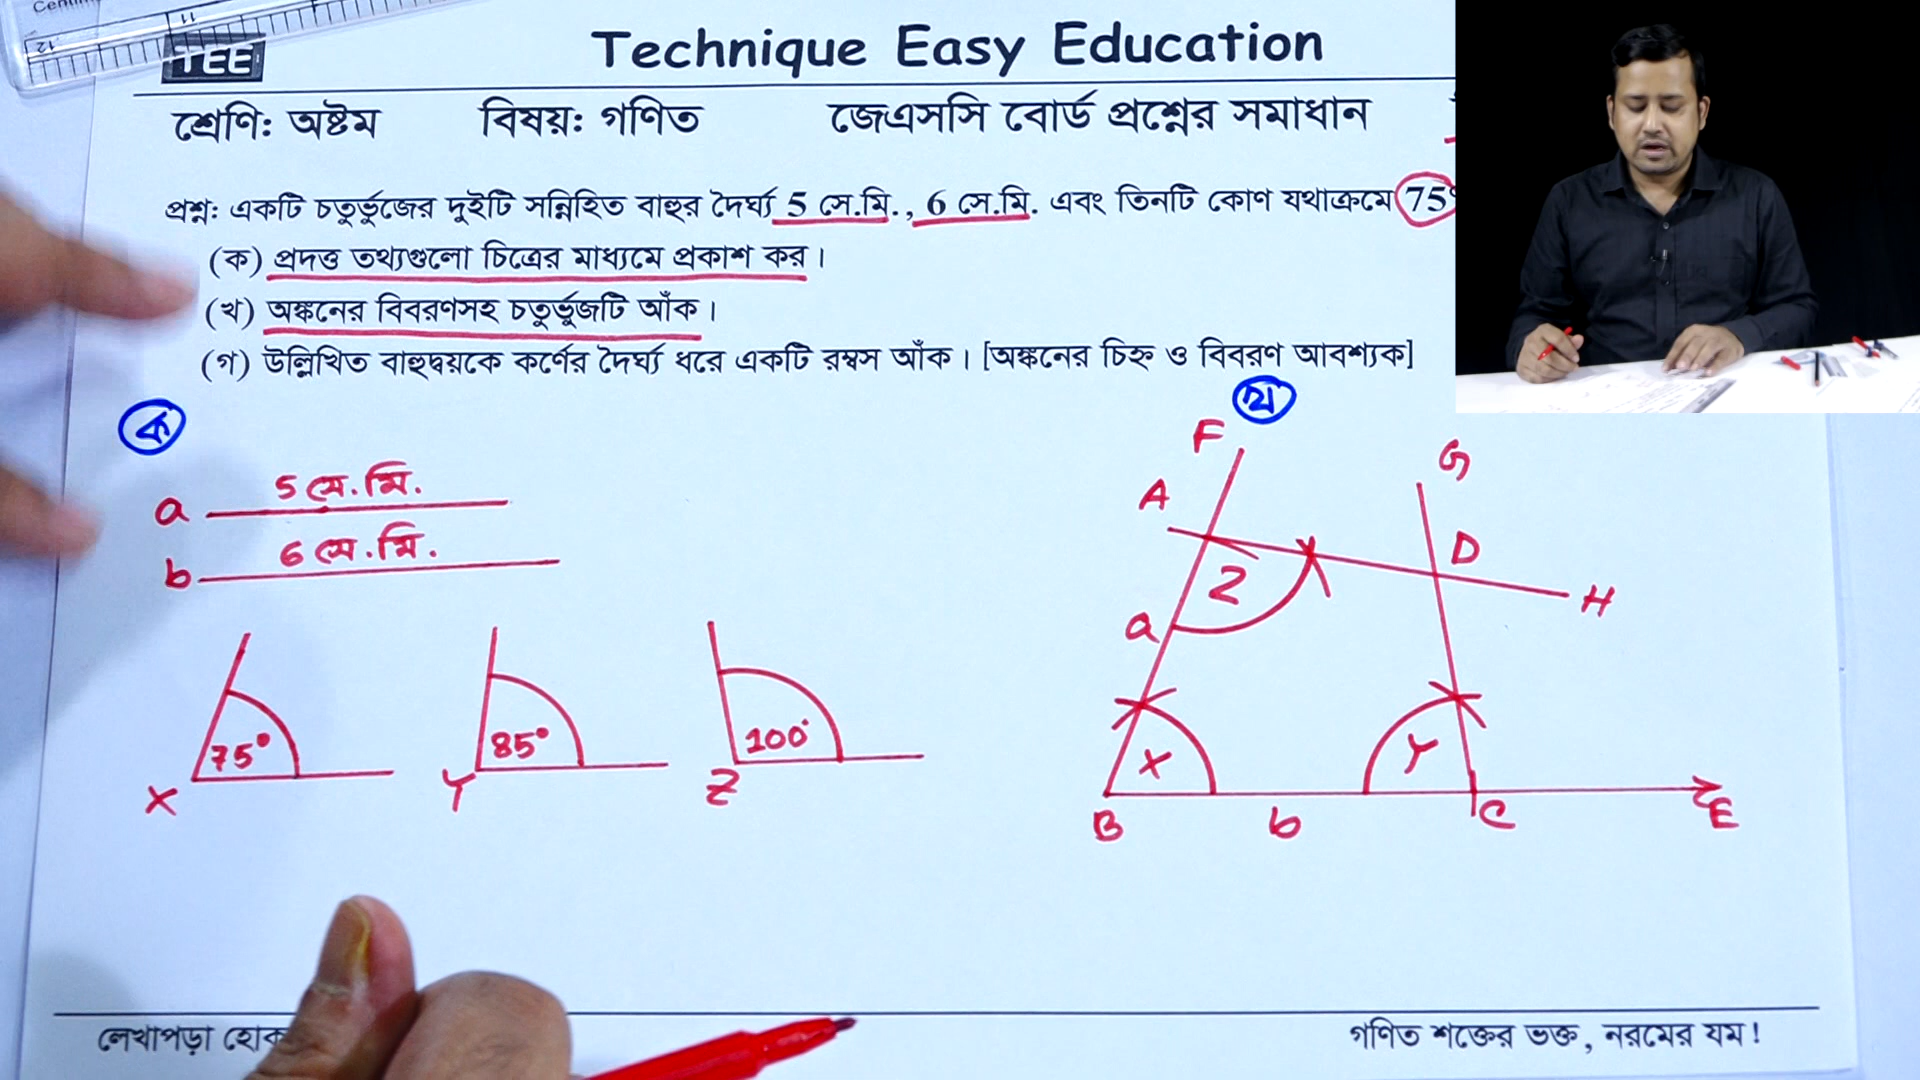 TEE
Technique Easy Education
শ্রেণি: অষ্টম বিষয়: গণিত জেএসসি বোর্ড প্রশ্নের সমাধান
প্রশ্ন: একটি চতুর্ভুজের দুইটি সন্নিহিত বাহুর দৈর্ঘ্য 5 সে.মি., 6 সে.মি. এবং তিনটি কোণ যথাক্রমে 75°
(ক) প্রদত্ত তথ্যগুলো চিত্রের মাধ্যমে প্রকাশ কর।
(খ) অঙ্কনের বিবরণসহ চতুর্ভুজটি আঁক।
(গ) উল্লিখিত বাহুদ্বয়কে কর্ণের দৈর্ঘ্য ধরে একটি রম্বস আঁক। [অঙ্কনের চিহ্ন ও বিবরণ আবশ্যক]
ক
a 5 সে.মি.
b 6 সে.মি.
75° 85° 100°
X Y Z
খ
F G
A D
Z H
a
X Y
B b C E
লেখাপড়া হোক
গণিত শক্তের ভক্ত, নরমের যম!